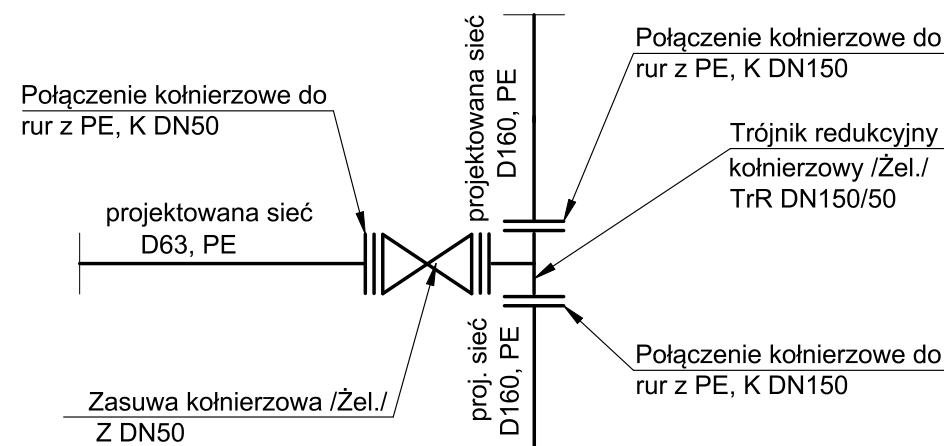 Połączenie kołnierzowe do
rur z PE, K DN50
projektowana sieć
D63, PE
Zasuwa kołnierzowa /Żel./
Z DN50
projektowana sieć
D160, PE
proj. sieć
D160, PE
Połączenie kołnierzowe do
rur z PE, K DN150
Trójnik redukcyjny
kołnierzowy /Żel./
TrR DN150/50
Połączenie kołnierzowe do
rur z PE, K DN150